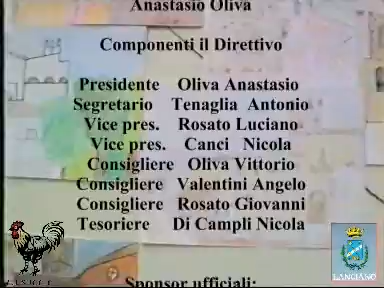 Anastasio Oliva
Componenti il Direttivo
Presidente Oliva Anastasio
Segretario Tenaglia Antonio
Vice pres. Rosato Luciano
Vice pres. Canci Nicola
Consigliere Oliva Vittorio
Consigliere Valentini Angelo
Consigliere Rosato Giovanni
Tesoriere Di Campli Nicola
LANCIANO
Sponsor ufficiali: